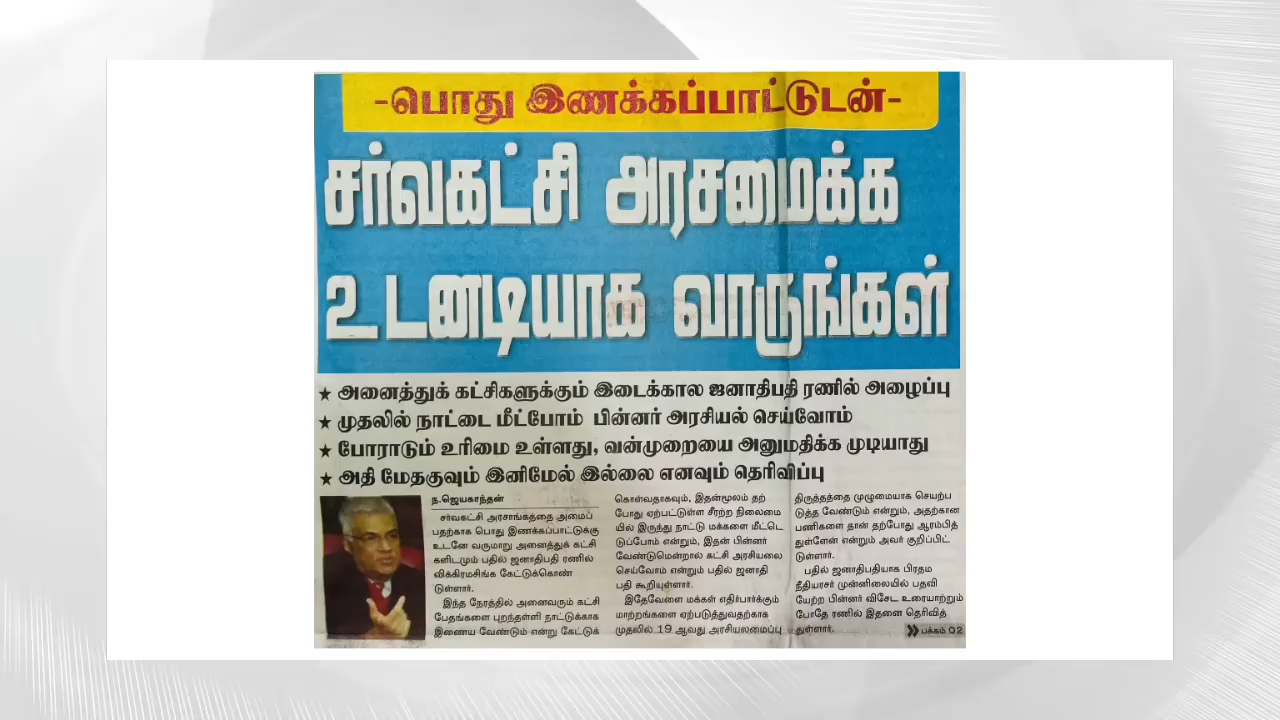 -பொது இணக்கப்பாட்டுடன்-
சர்வகட்சி அரசமைக்க
உடனடியாக வாருங்கள்
★ அனைத்துக் கட்சிகளுக்கும் இடைக்கால ஜனாதிபதி ரணில் அழைப்பு
★ முதலில் நாட்டை மீட்போம் பின்னர் அரசியல் செய்வோம்
★ போராடும் உரிமை உள்ளது, வன்முறையை அனுமதிக்க முடியாது
★ அதி மேதகுவும் இனிமேல் இல்லை எனவும் தெரிவிப்பு
ந.ஜெயகாந்தன்
சர்வகட்சி அரசாங்கத்தை அமைப்
பதற்காக பொது இணக்கப்பாட்டுக்கு
உடனே வருமாறு அனைத்துக் கட்சி
களிடமும் பதில் ஜனாதிபதி ரணில்
விக்கிரமசிங்க கேட்டுக்கொண்
டுள்ளார்.
இந்த நேரத்தில் அனைவரும் கட்சி
பேதங்களை புறந்தள்ளி நாட்டுக்காக
இணைய வேண்டும் என்று கேட்டுக்
கொள்வதாகவும், இதன்மூலம் தற்
போது ஏற்பட்டுள்ள சீரற்ற நிலைமை
யில் இருந்து நாட்டு மக்களை மீட்டெ
டுப்போம் என்றும், இதன் பின்னர்
வேண்டுமென்றால் கட்சி அரசியலை
செய்வோம் என்றும் பதில் ஜனாதி
பதி கூறியுள்ளார்.
இதேவேளை மக்கள் எதிர்பார்க்கும்
மாற்றங்களை ஏற்படுத்துவதற்காக
முதலில் 19 ஆவது அரசியலமைப்பு
திருத்தத்தை முழுமையாக செயற்ப
டுத்த வேண்டும் என்றும், அதற்கான
பணிகளை தான் தற்போது ஆரம்பித்
துள்ளேன் என்றும் அவர் குறிப்பிட்
டுள்ளார்.
பதில் ஜனாதிபதியாக பிரதம
நீதியரசர் முன்னிலையில் பதவி
யேற்ற பின்னர் விசேட உரையாற்றும்
போதே ரணில் இதனை தெரிவித்
துள்ளார்.
பக்கம் 02